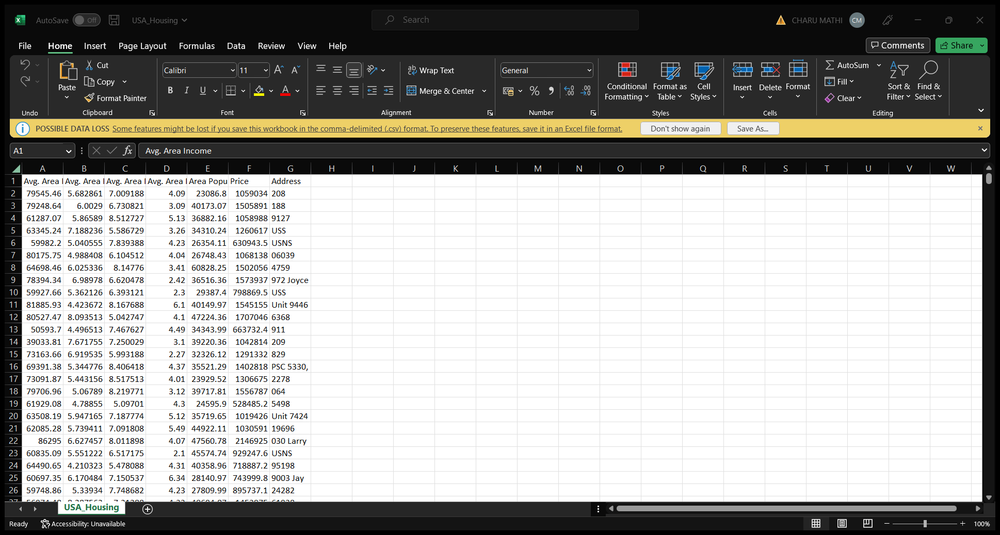 AutoSave Off USA_Housing Search CHARU MATHI CM
File Home Insert Page Layout Formulas Data Review View Help Comments Share
Paste Cut Copy Format Painter
Undo Clipboard
Calibri 11
B I U A
Font
Wrap Text
Merge & Center
Alignment
General
Number
Conditional Formatting Format as Table Cell Styles
Styles
Insert Delete Format
Cells
AutoSum
Fill
Clear
Sort & Filter Find & Select
Editing
POSSIBLE DATA LOSS Some features might be lost if you save this workbook in the comma-delimited (.csv) format. To preserve these features, save it in an Excel file format. Don't show again Save As...
A1 fx Avg. Area Income
A B C D E F G H I J K L M N O P Q R S T U V W
1 Avg. Area I Avg. Area I Avg. Area I Avg. Area I Area Popu Price Address
2 79545.46 5.682861 7.009188 4.09 23086.8 1059034 208
3 79248.64 6.0029 6.730821 3.09 40173.07 1505891 188
4 61287.07 5.86589 8.512727 5.13 36882.16 1058988 9127
5 63345.24 7.188236 5.586729 3.26 34310.24 1260617 USS
6 59982.2 5.040555 7.839388 4.23 26354.11 630943.5 USNS
7 80175.75 4.988408 6.104512 4.04 26748.43 1068138 06039
8 64698.46 6.025336 8.14776 3.41 60828.25 1502056 4759
9 78394.34 6.98978 6.620478 2.42 36516.36 1573937 972 Joyce
10 59927.66 5.362126 6.393121 2.3 29387.4 798869.5 USS
11 81885.93 4.423672 8.167688 6.1 40149.97 1545155 Unit 9446
12 80527.47 8.093513 5.042747 4.1 47224.36 1707046 6368
13 50593.7 4.496513 7.467627 4.49 34343.99 663732.4 911
14 39033.81 7.671755 7.250029 3.1 39220.36 1042814 209
15 73163.66 6.919535 5.993188 2.27 32326.12 1291332 829
16 69391.38 5.344776 8.406418 4.37 35521.29 1402818 PSC 5330,
17 73091.87 5.443156 8.517513 4.01 23929.52 1306675 2278
18 79706.96 5.06789 8.219771 3.12 39717.81 1556787 064
19 61929.08 4.78855 5.09701 4.3 24595.9 528485.2 5498
20 63508.19 5.947165 7.187774 5.12 35719.65 1019426 Unit 7424
21 62085.28 5.739411 7.091808 5.49 44922.11 1030591 19696
22 86295 6.627457 8.011898 4.07 47560.78 2146925 030 Larry
23 60835.09 5.551222 6.517175 2.1 45574.74 929247.6 USNS
24 64490.65 4.210323 5.478088 4.31 40358.96 718887.2 95198
25 60697.35 6.170484 7.150537 6.34 28140.97 743999.8 9003 Jay
26 59748.86 5.33934 7.748682 4.23 27809.99 895737.1 24282
USA_Housing
Ready Accessibility: Unavailable 100%